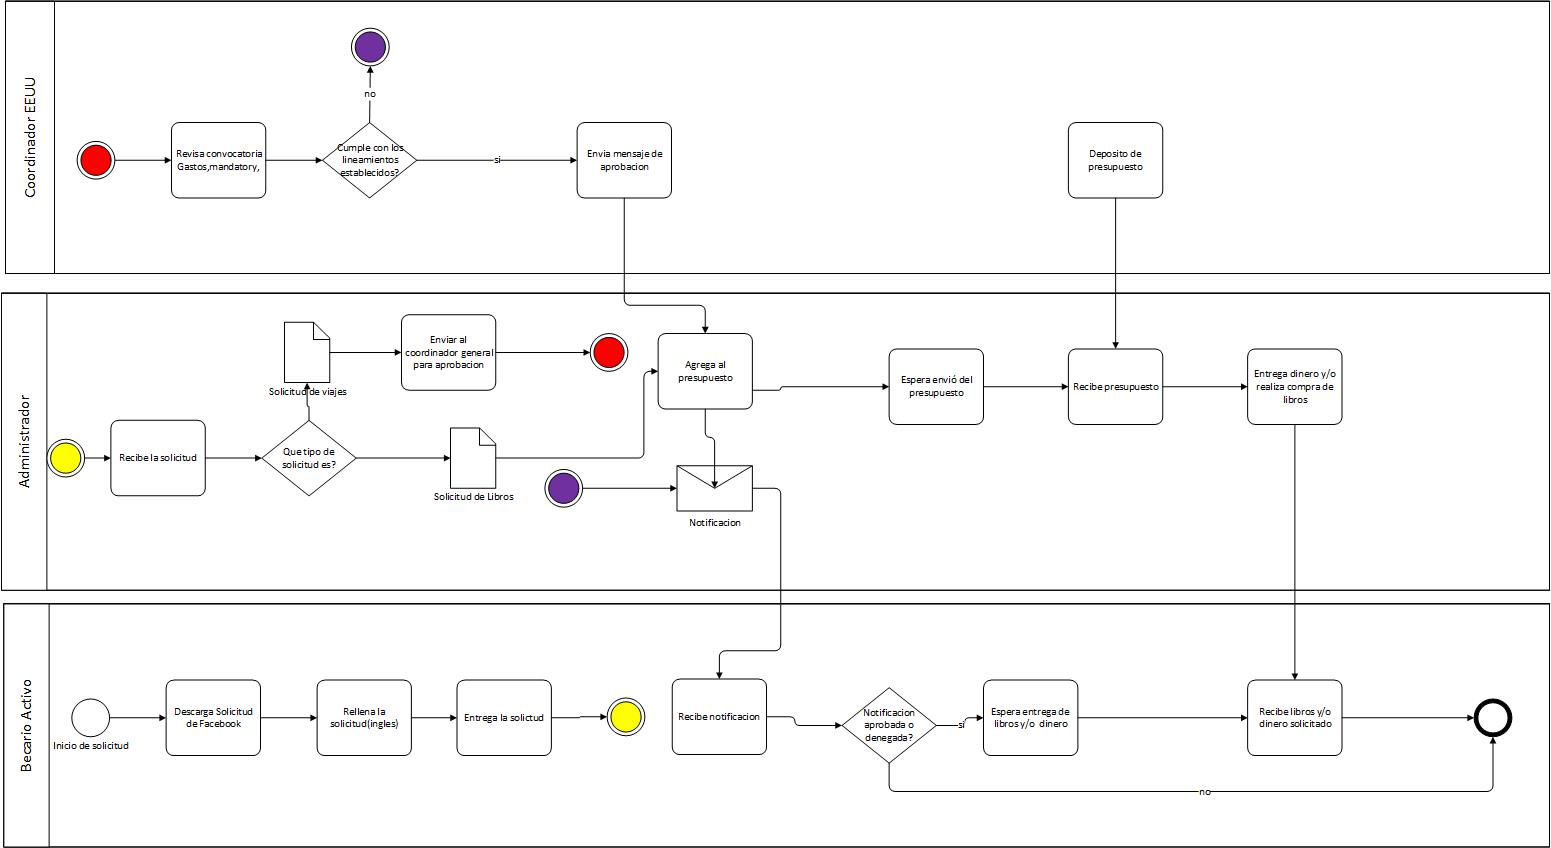 Coordinador EEUU
no
Revisa convocatoria
Gastos,mandatory,
Cumple con los
lineamientos
establecidos?
si
Envia mensaje de
aprobacion
Deposito de
presupuesto
Administrador
Recibe la solicitud
Que tipo de
solicitud es?
Solicitud de viajes
Enviar al
coordinador general
para aprobacion
Solicitud de Libros
Agrega al
presupuesto
Notificacion
Espera envió del
presupuesto
Recibe presupuesto
Entrega dinero y/o
realiza compra de
libros
Becario Activo
Inicio de solicitud
Descarga Solicitud
de Facebook
Rellena la
solicitud(ingles)
Entrega la solictud
Recibe notificacion
Notificacion
aprobada o
denegada?
si
Espera entrega de
libros y/o dinero
Recibe libros y/o
dinero solicitado
no